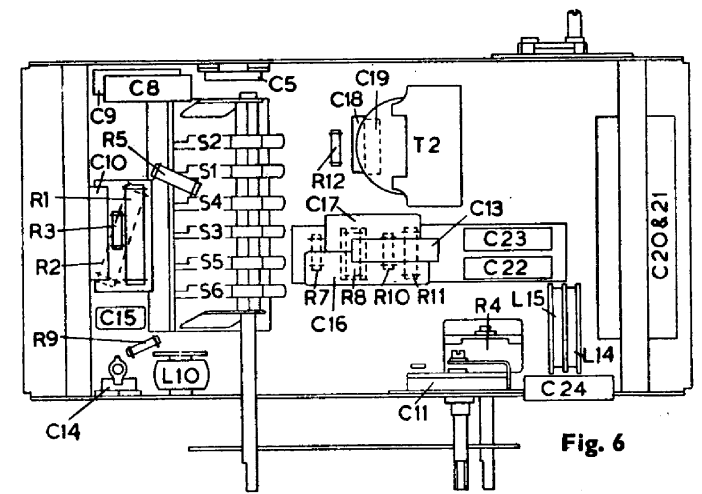 C8
C9
C5
C19
C18
T2
R5
C10
S2
S1
R12
R1
S4
C17
C13
R3
S3
C23
C20&21
R2
S5
C22
S6
R7
R8
R10
R11
C16
L15
C15
R4
R9
L14
L10
C24
C14
C11
Fig. 6